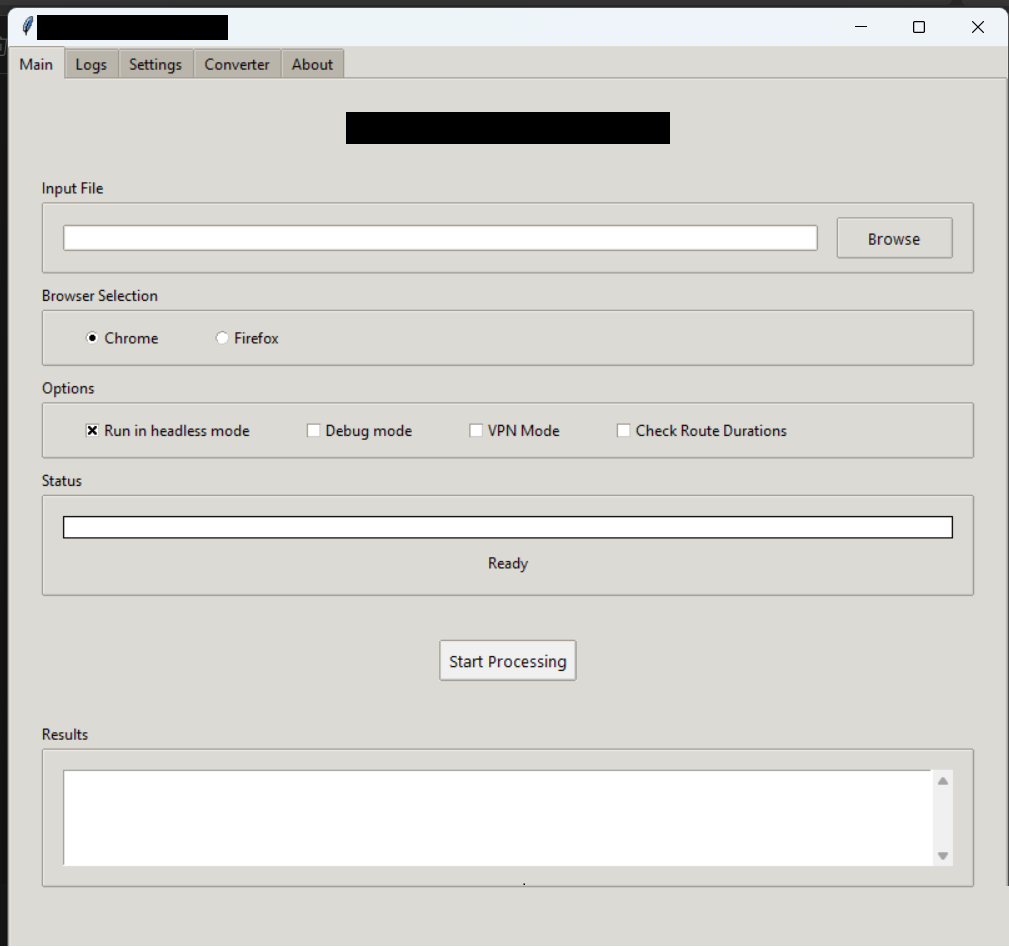 Main Logs Settings Converter About
Input File
Browse
Browser Selection
Chrome Firefox
Options
Run in headless mode Debug mode VPN Mode Check Route Durations
Status
Ready
Start Processing
Results